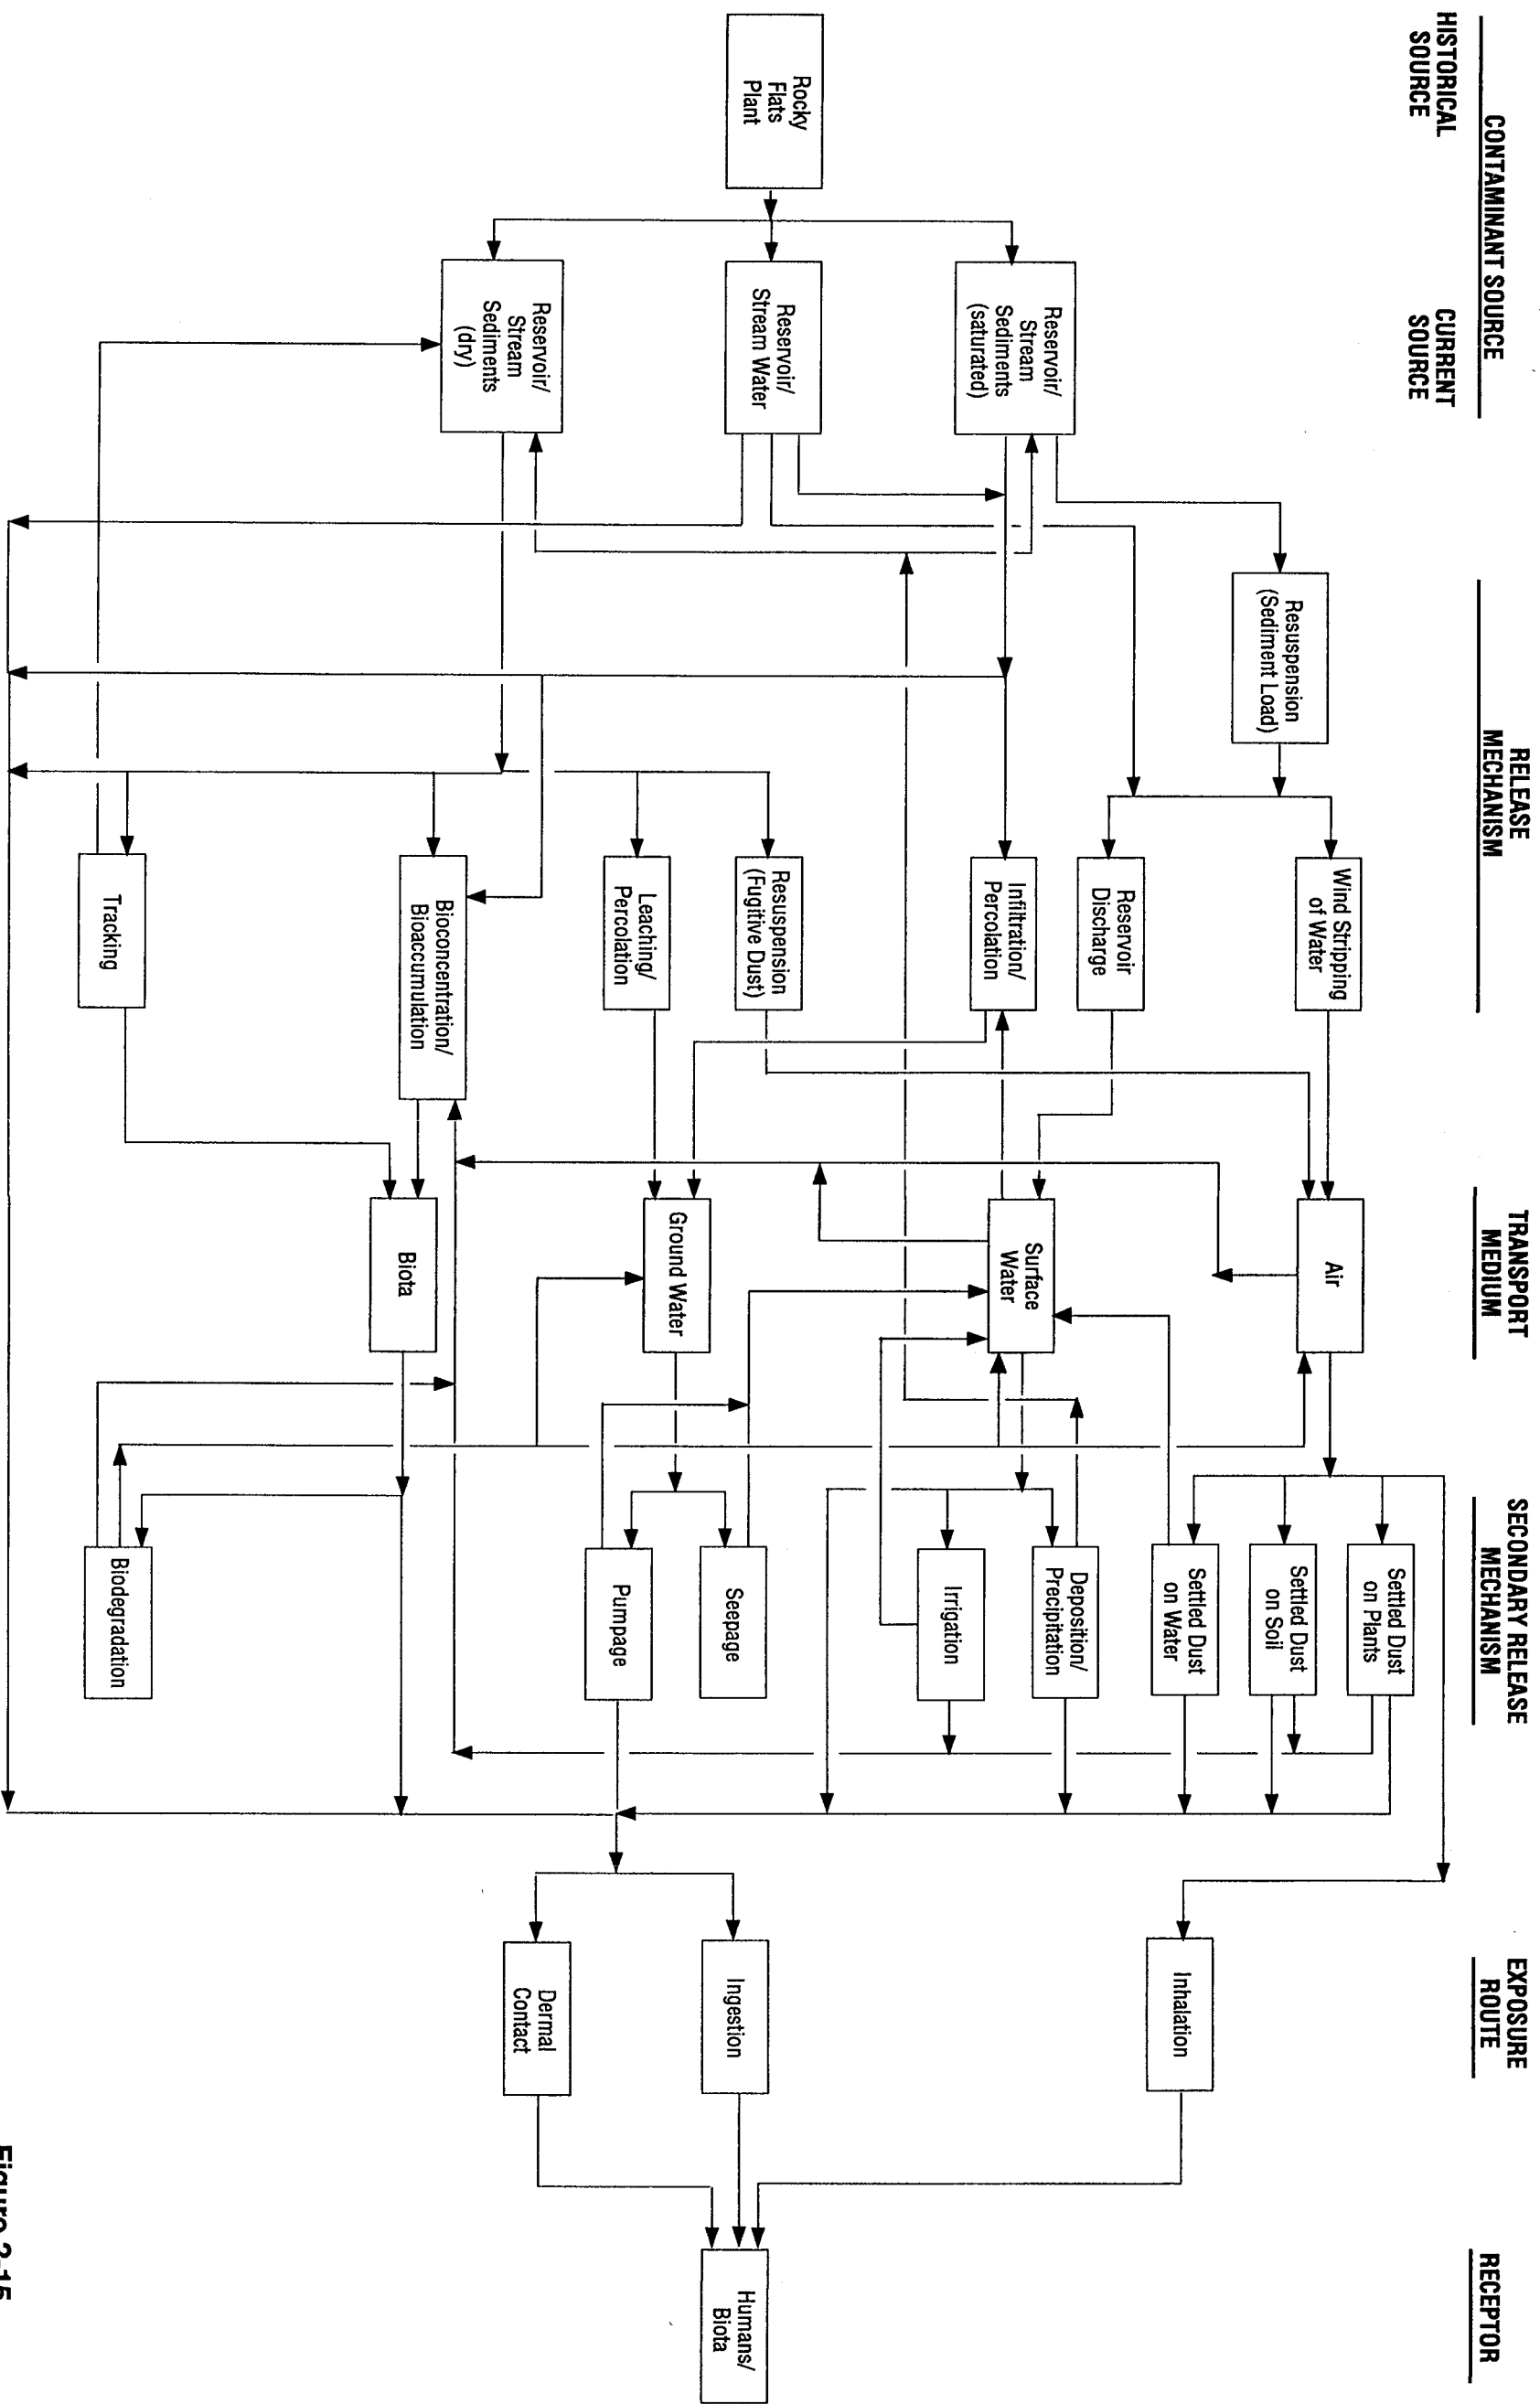 CONTAMINANT SOURCE
HISTORICAL
SOURCE
CURRENT
SOURCE
RELEASE
MECHANISM
TRANSPORT
MEDIUM
SECONDARY RELEASE
MECHANISM
EXPOSURE
ROUTE
RECEPTOR
Rocky
Flats
Plant
Reservoir/
Stream
Sediments
(saturated)
Reservoir/
Stream Water
Reservoir/
Stream
Sediments
(dry)
Resuspension
(Sediment Load)
Wind Stripping
of Water
Reservoir
Discharge
Infiltration/
Percolation
Resuspension
(Fugitive Dust)
Leaching/
Percolation
Bioconcentration/
Bioaccumulation
Tracking
Air
Surface
Water
Ground Water
Biota
Settled Dust
on Plants
Settled Dust
on Soil
Settled Dust
on Water
Deposition/
Precipitation
Irrigation
Seepage
Pumpage
Biodegradation
Inhalation
Ingestion
Dermal
Contact
Humans/
Biota